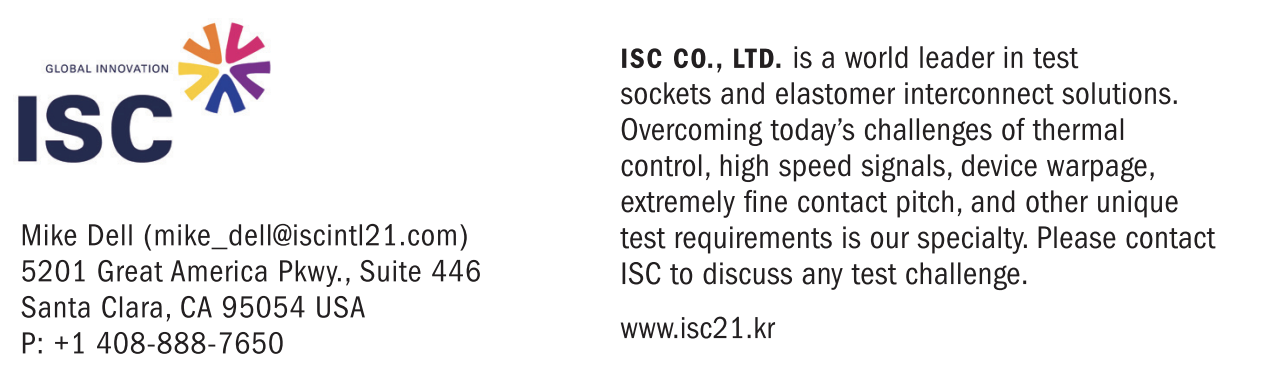 GLOBAL INNOVATION
ISC
Mike Dell (mike_dell@iscintl21.com)
5201 Great America Pkwy., Suite 446
Santa Clara, CA 95054 USA
P: +1 408-888-7650
ISC CO., LTD. is a world leader in test
sockets and elastomer interconnect solutions.
Overcoming today’s challenges of thermal
control, high speed signals, device warpage,
extremely fine contact pitch, and other unique
test requirements is our specialty. Please contact
ISC to discuss any test challenge.
www.isc21.kr